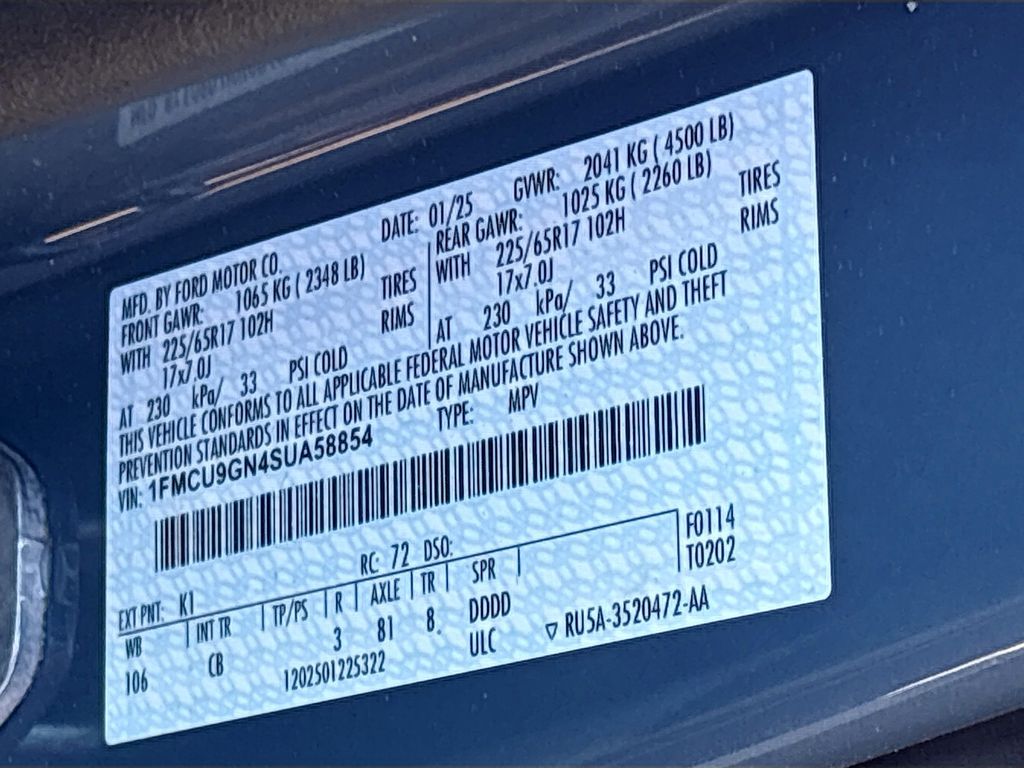 MFD. BY FORD MOTOR CO. DATE: 01/25 GVWR: 2041 KG ( 4500 LB)
FRONT GAWR: 1065 KG ( 2348 LB) REAR GAWR: 1025 KG ( 2260 LB)
WITH 225/65R17 102H TIRES WITH 225/65R17 102H TIRES
17x7.0J RIMS 17x7.0J RIMS
AT 230 kPa/ 33 PSI COLD AT 230 kPa/ 33 PSI COLD
THIS VEHICLE CONFORMS TO ALL APPLICABLE FEDERAL MOTOR VEHICLE SAFETY AND THEFT
PREVENTION STANDARDS IN EFFECT ON THE DATE OF MANUFACTURE SHOWN ABOVE.
VIN: 1FMCU9GN4SUA58854 TYPE: MPV
F0114
EXT PNT: K1 RC: 72 DSO: T0202
WB INT TR TP/PS R AXLE TR SPR
106 CB 3 81 8. DDDD
1202501225322 ULC ▽ RU5A-3520472-AA